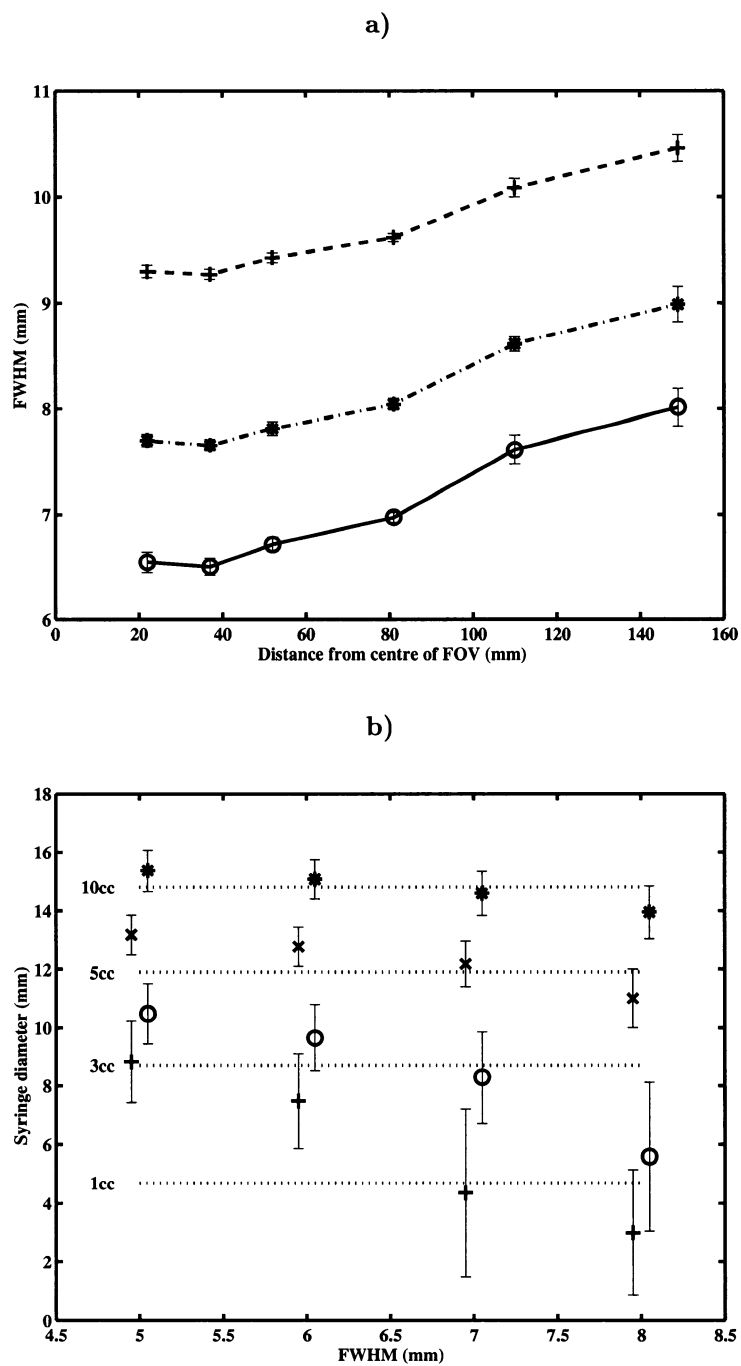 a)
11
10
9
8
7
6
FWHM (mm)
0 20 40 60 80 100 120 140 160
Distance from centre of FOV (mm)
b)
18
16
14
12
10
8
6
4
2
0
Syringe diameter (mm)
10cc
5cc
3cc
1cc
4.5 5 5.5 6 6.5 7 7.5 8 8.5
FWHM (mm)